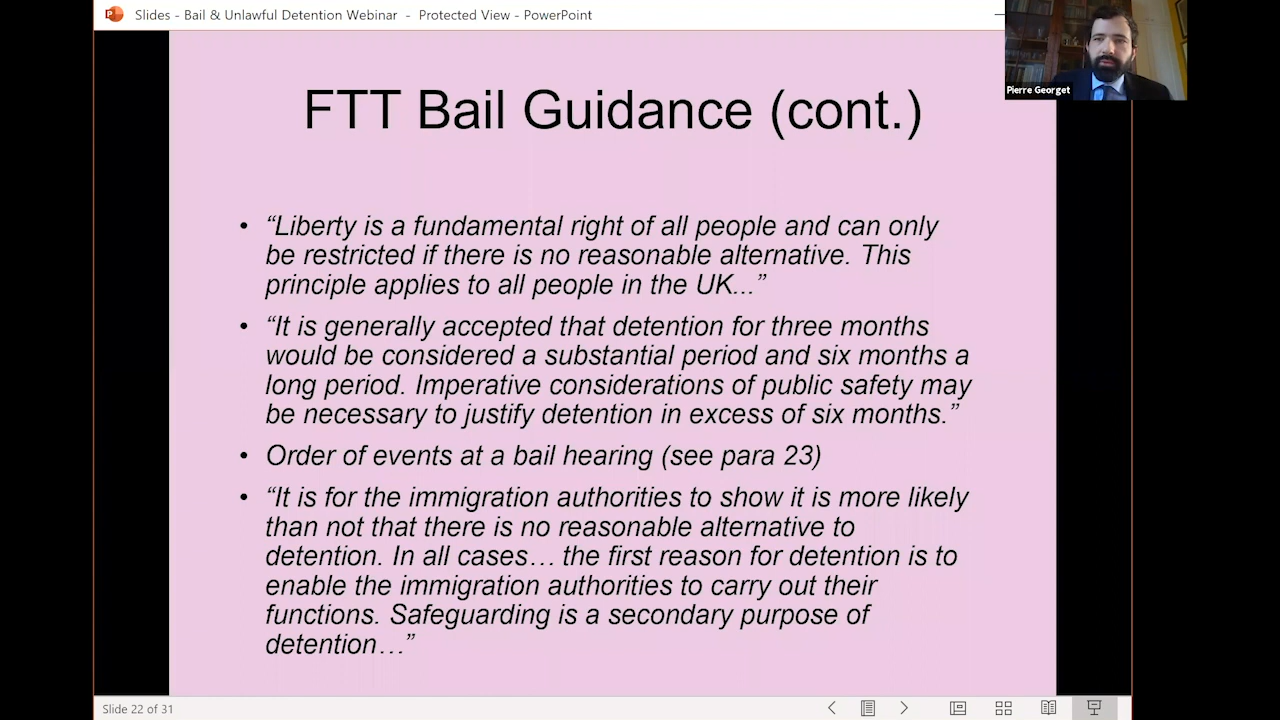 Slides - Bail & Unlawful Detention Webinar - Protected View - PowerPoint
Pierre Georget
FTT Bail Guidance (cont.)
• “Liberty is a fundamental right of all people and can only
be restricted if there is no reasonable alternative. This
principle applies to all people in the UK...”
• “It is generally accepted that detention for three months
would be considered a substantial period and six months a
long period. Imperative considerations of public safety may
be necessary to justify detention in excess of six months.”
• Order of events at a bail hearing (see para 23)
• “It is for the immigration authorities to show it is more likely
than not that there is no reasonable alternative to
detention. In all cases… the first reason for detention is to
enable the immigration authorities to carry out their
functions. Safeguarding is a secondary purpose of
detention…”
Slide 22 of 31